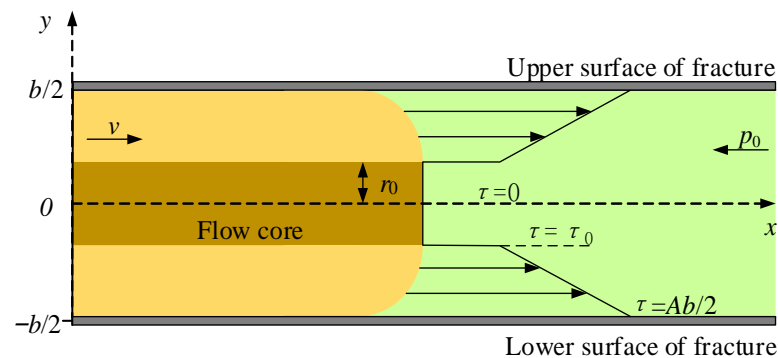 y
Upper surface of fracture
b/2
v
p0
r0
τ=0
0
x
Flow core
τ= τ0
τ=Ab/2
−b/2
Lower surface of fracture